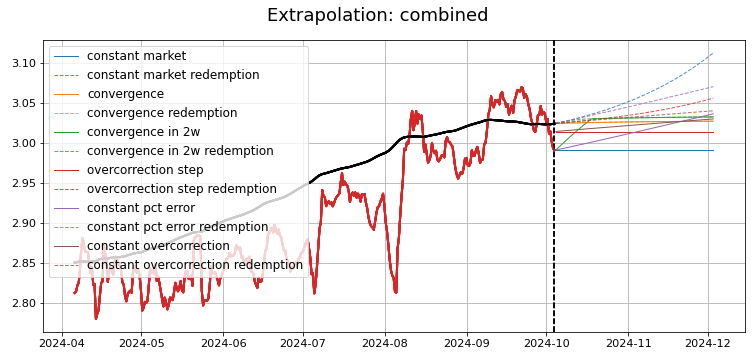 Extrapolation: combined
3.10
3.05
3.00
2.95
2.90
2.85
2.80
constant market
constant market redemption
convergence
convergence redemption
convergence in 2w
convergence in 2w redemption
overcorrection step
overcorrection step redemption
constant pct error
constant pct error redemption
constant overcorrection
constant overcorrection redemption
2024-04 2024-05 2024-06 2024-07 2024-08 2024-09 2024-10 2024-11 2024-12